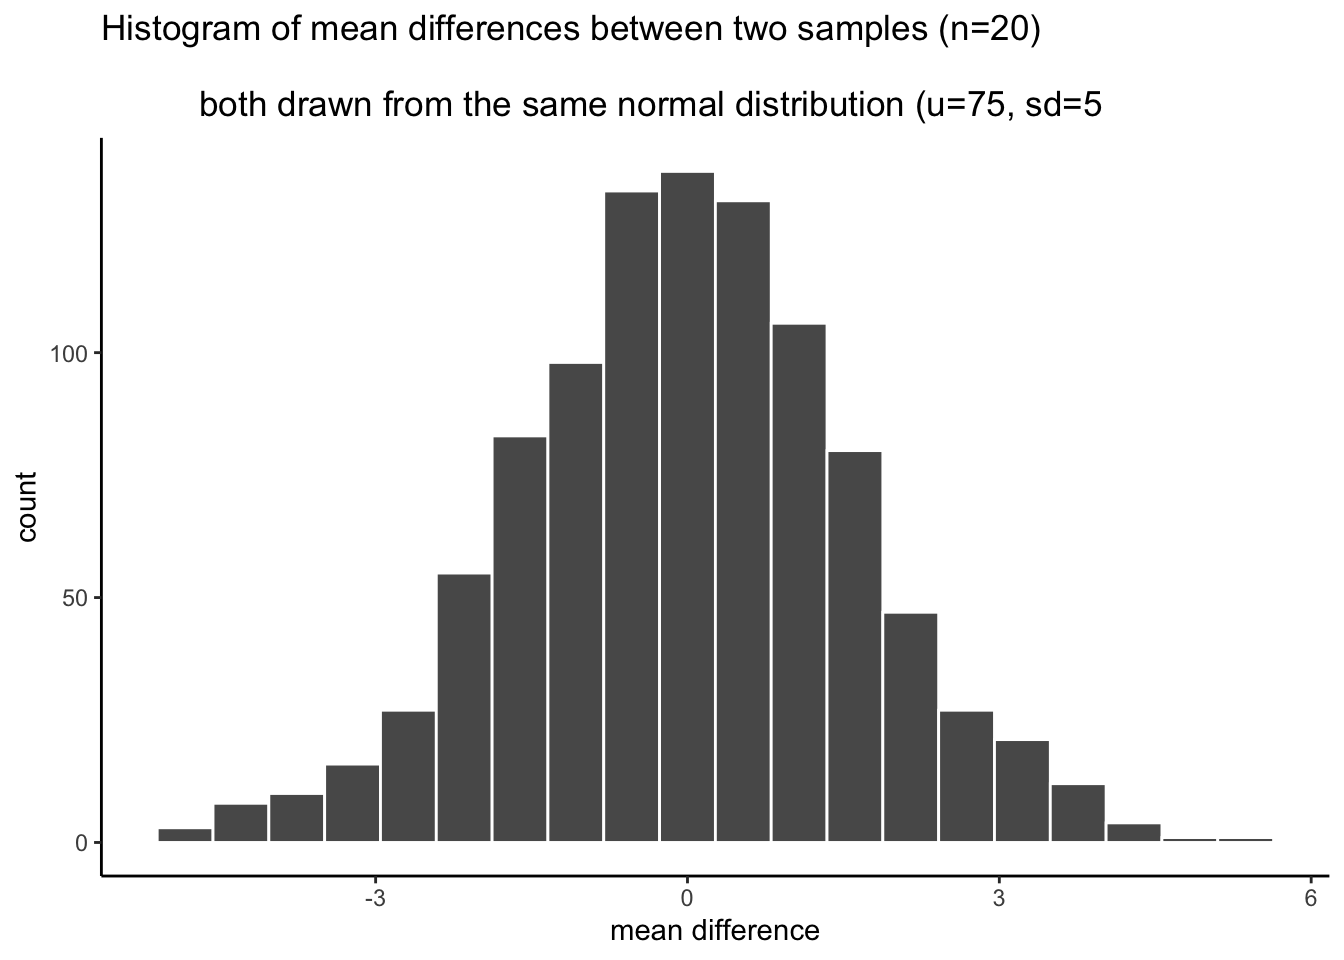 Histogram of mean differences between two samples (n=20)
both drawn from the same normal distribution (u=75, sd=5
100
50
0
count
-3
0
3
6
mean difference